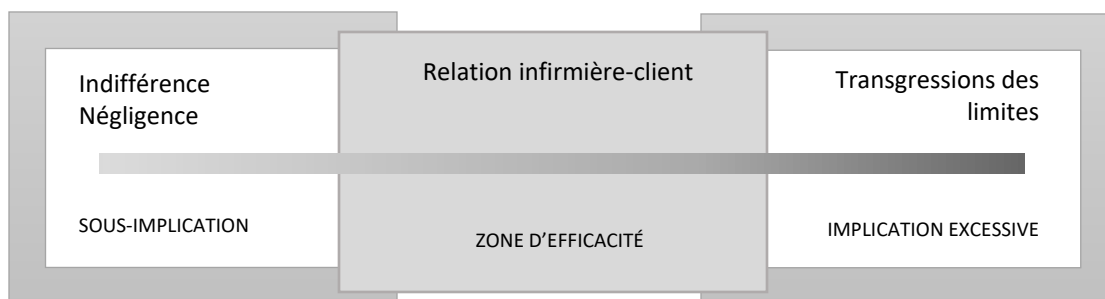 Indifférence
Négligence
SOUS-IMPLICATION
Relation infirmière-client
ZONE D'EFFICACITÉ
Transgressions des
limites
IMPLICATION EXCESSIVE